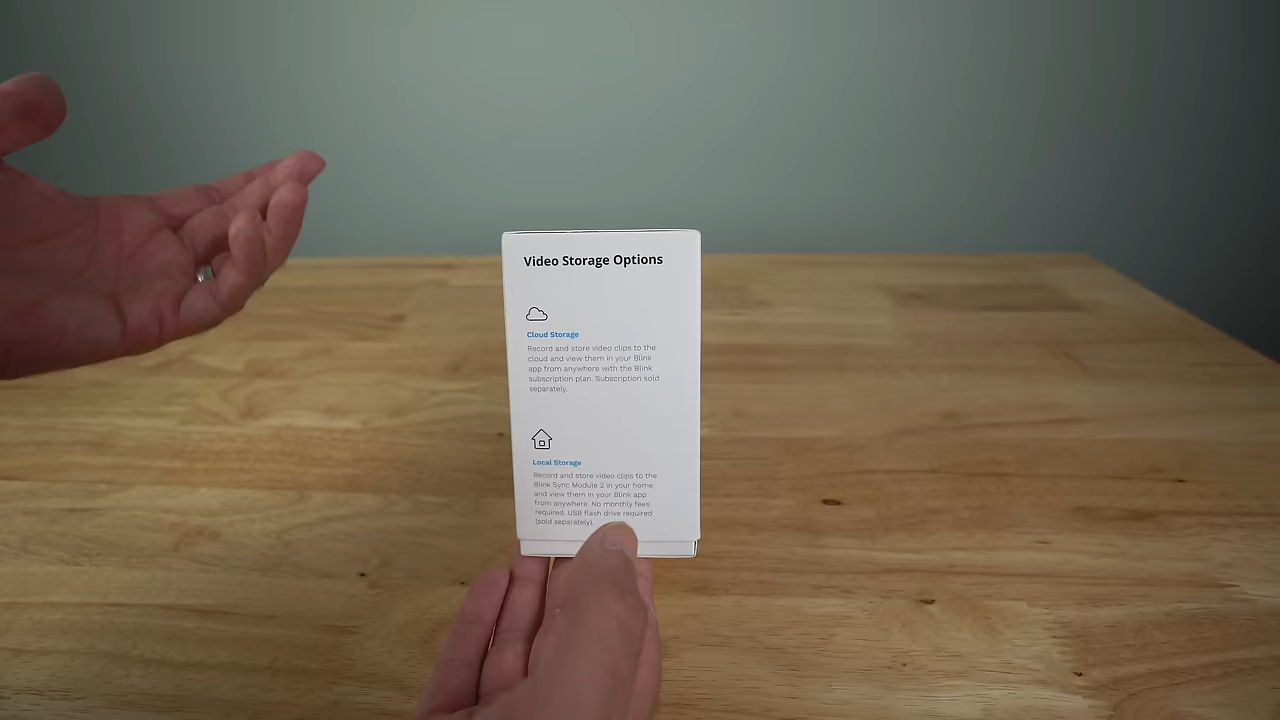 Video Storage Options
Cloud Storage
Record and store video clips to the
cloud and view them in your Blink
app from anywhere with the Blink
subscription plan. Subscription sold
separately.
Local Storage
Record and store video clips to the
Blink Sync Module 2 in your home
and view them in your Blink app
from anywhere. No monthly fees
required. USB flash drive required
(sold separately).